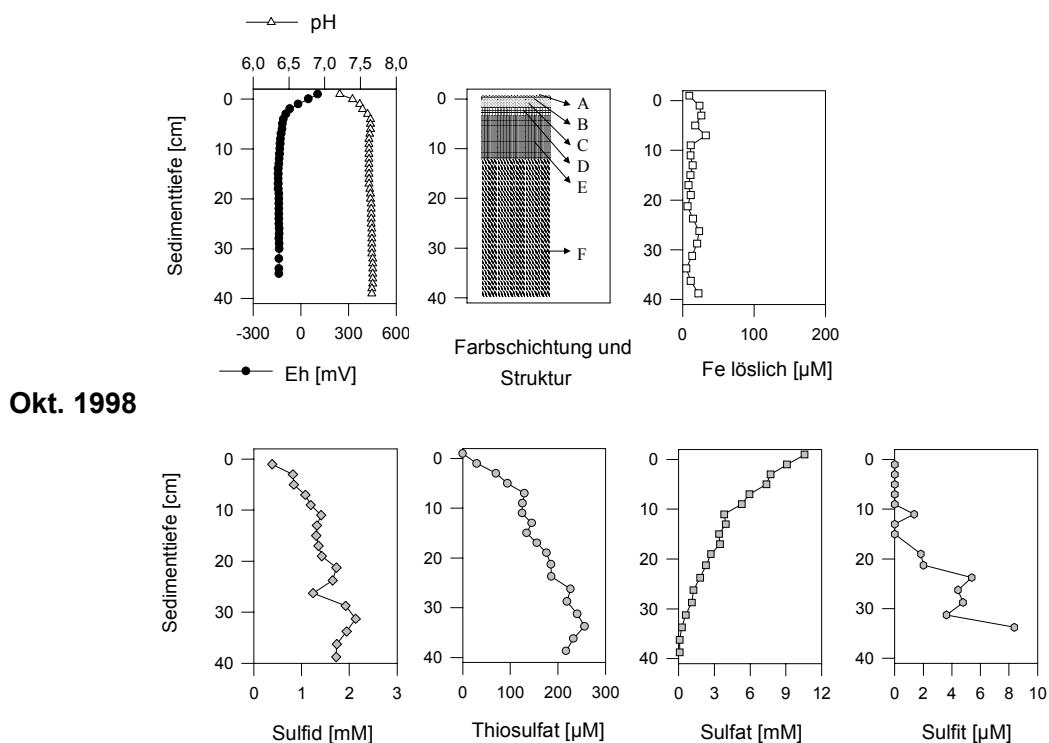 pH
6,0 6,5 7,0 7,5 8,0
0
10
20
30
40
Sedimenttiefe [cm]
-300 0 300 600
Eh [mV]
0
10
20
30
40
A
B
C
D
E
F
Farbschichtung und
Struktur
0
10
20
30
40
0 100 200
Fe löslich [µM]
Okt. 1998
0
10
20
30
40
Sedimenttiefe [cm]
0 1 2 3
Sulfid [mM]
0
10
20
30
40
0 100 200 300
Thiosulfat [µM]
0
10
20
30
40
0 3 6 9 12
Sulfat [mM]
0
10
20
30
40
0 2 4 6 8 10
Sulfit [µM]